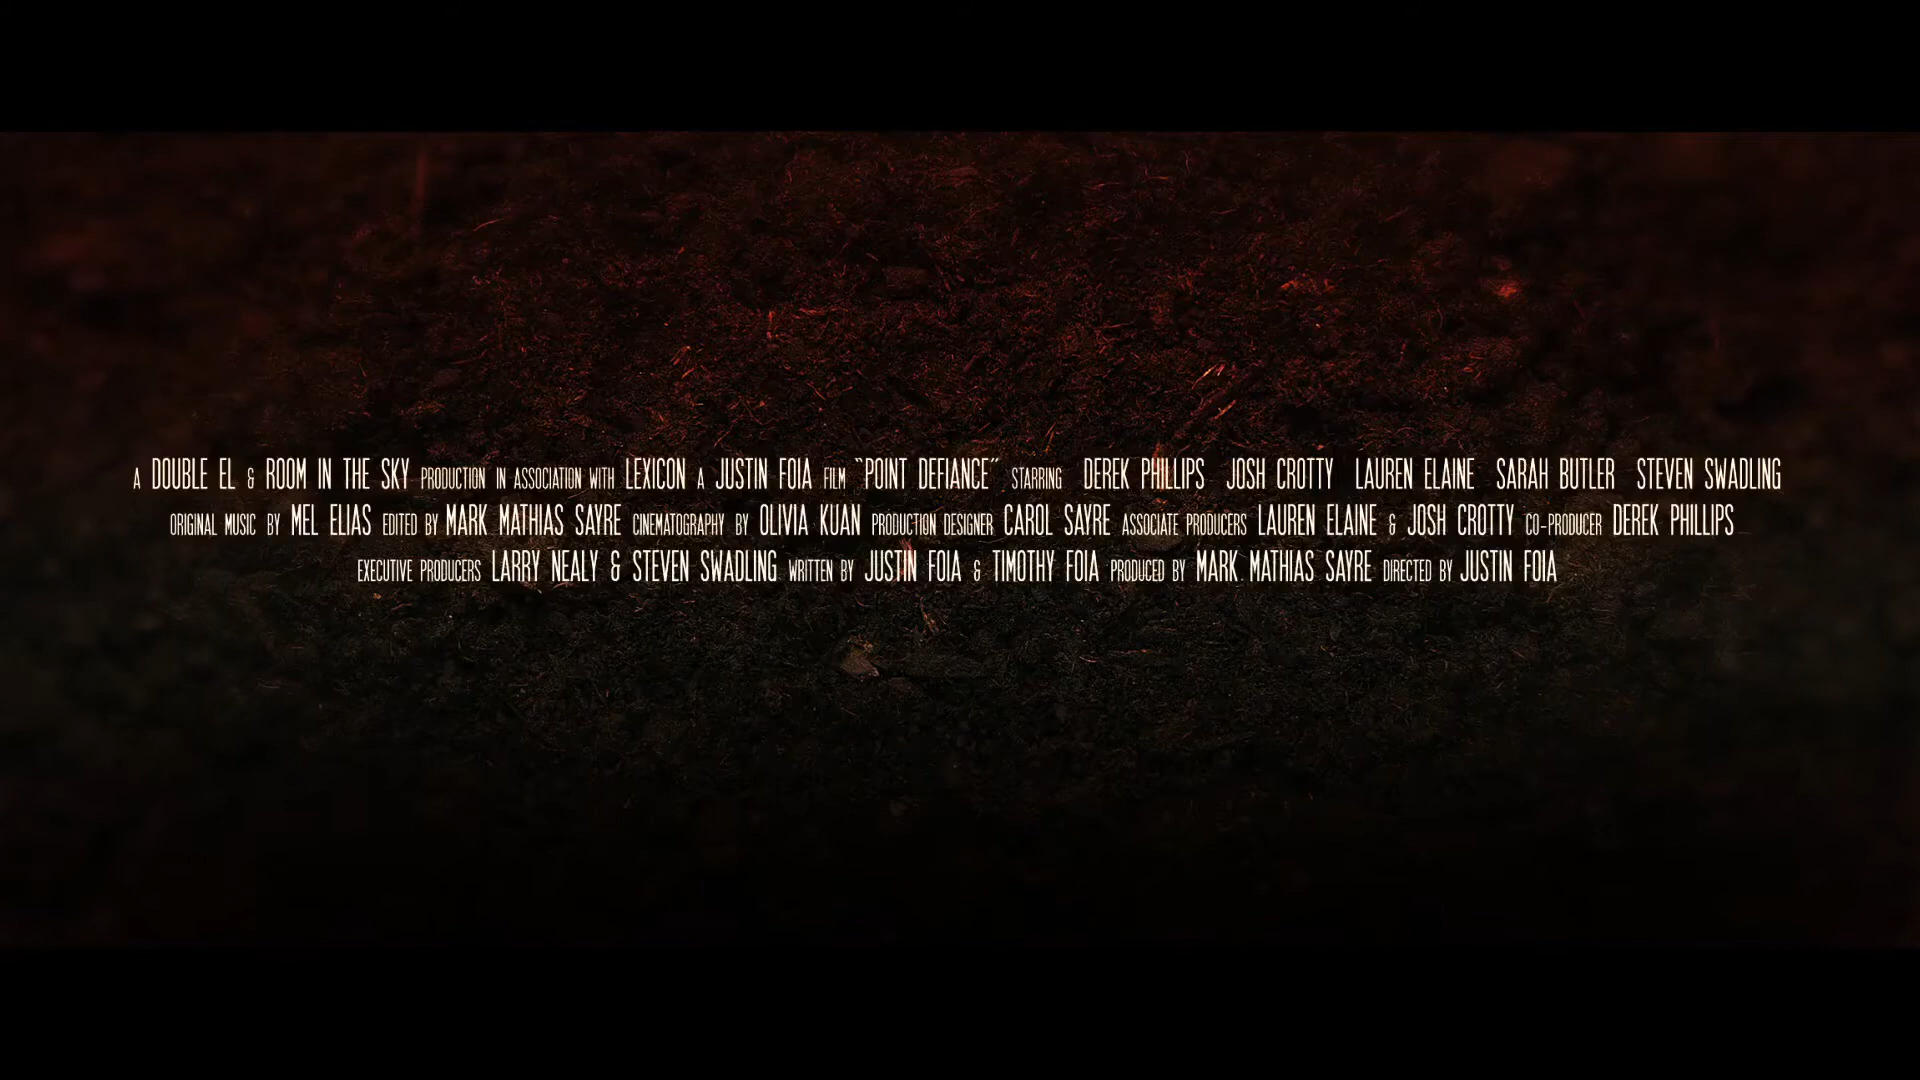 A DOUBLE EL & ROOM IN THE SKY PRODUCTION IN ASSOCIATION WITH LEXICON A JUSTIN FOIA FILM "POINT DEFIANCE" STARRING DEREK PHILLIPS JOSH CROTTY LAUREN ELAINE SARAH BUTLER STEVEN SWADLING
ORIGINAL MUSIC BY MEL ELIAS EDITED BY MARK MATHIAS SAYRE CINEMATOGRAPHY BY OLIVIA KUAN PRODUCTION DESIGNER CAROL SAYRE ASSOCIATE PRODUCERS LAUREN ELAINE & JOSH CROTTY CO-PRODUCER DEREK PHILLIPS
EXECUTIVE PRODUCERS LARRY NEALY & STEVEN SWADLING WRITTEN BY JUSTIN FOIA & TIMOTHY FOIA PRODUCED BY MARK MATHIAS SAYRE DIRECTED BY JUSTIN FOIA